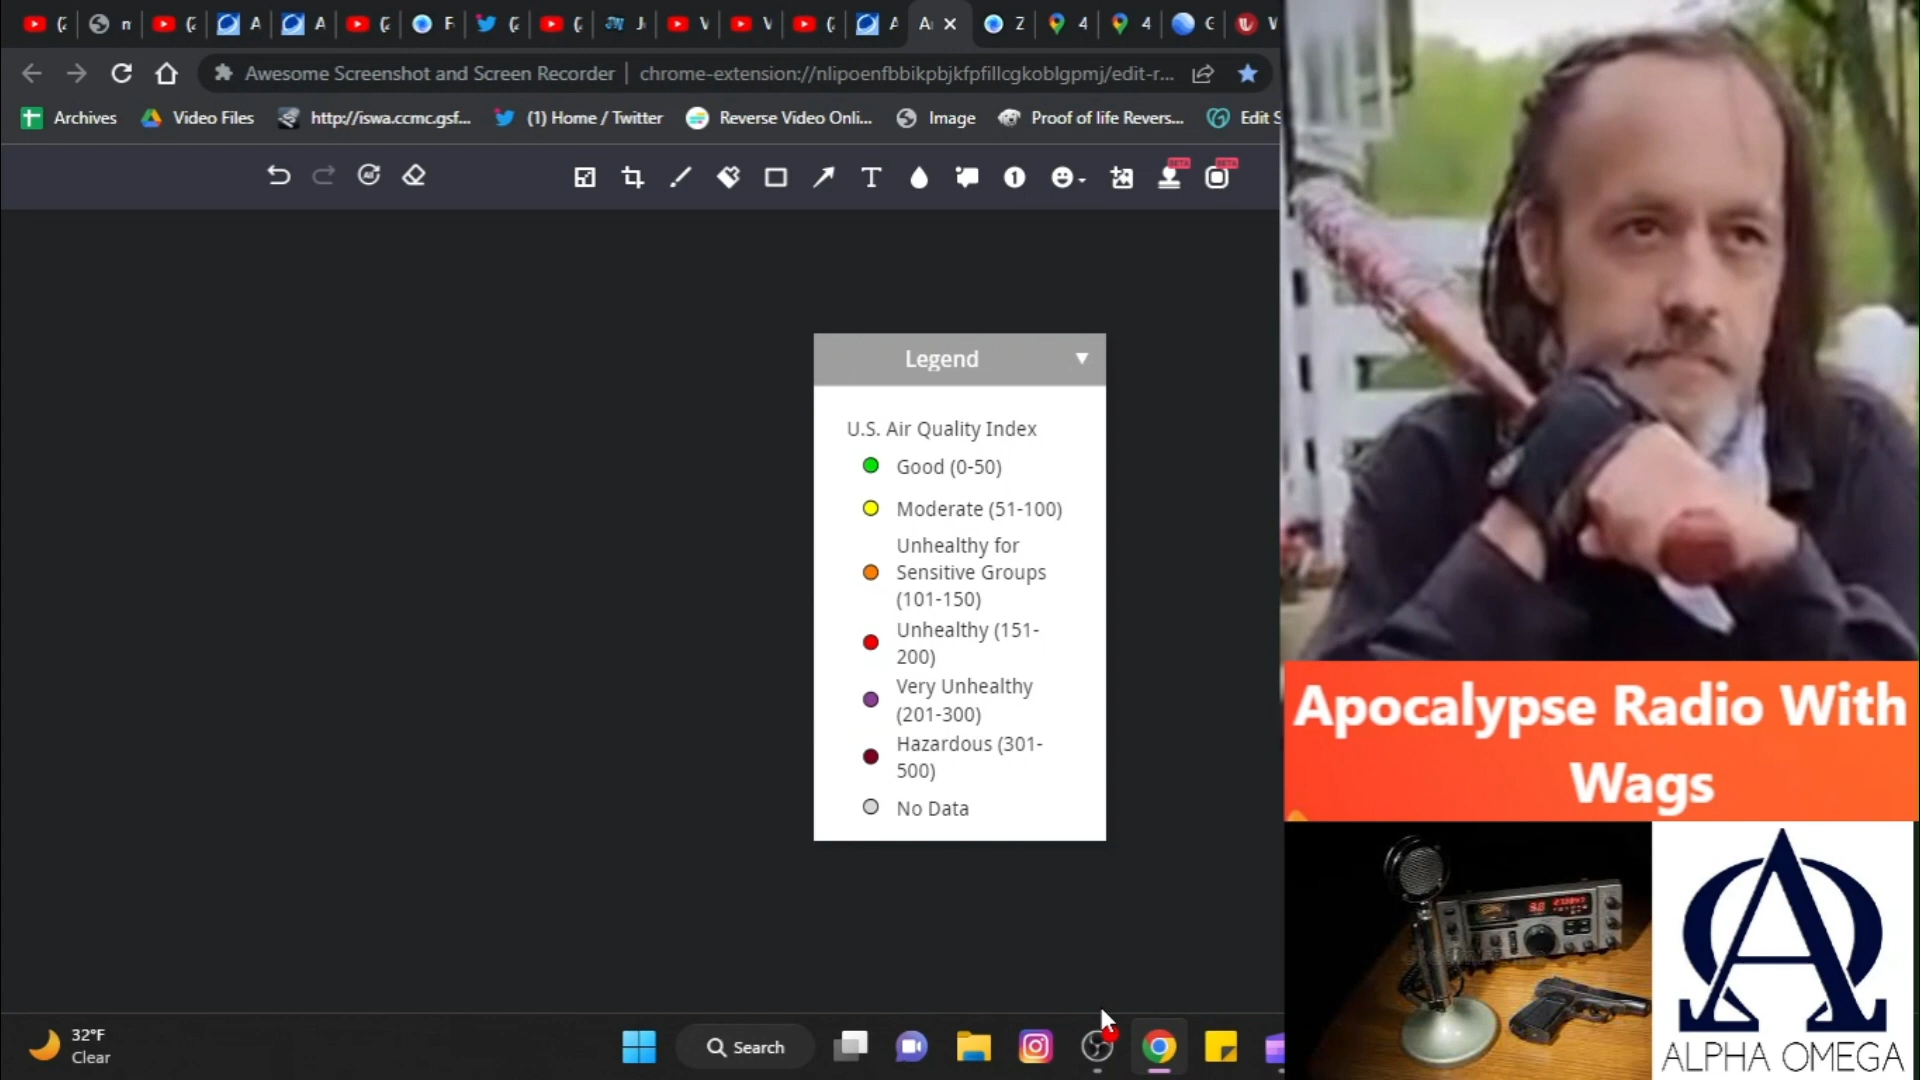 Awesome Screenshot and Screen Recorder | chrome-extension://nlipoenfbbikpbjkfpfillcgkoblgpmj/edit-r...
Archives Video Files http://iswa.ccmc.gsf... (1) Home / Twitter Reverse Video Onli... Image Proof of life Revers... Edit S
BETA BETA
Legend
U.S. Air Quality Index
Good (0-50)
Moderate (51-100)
Unhealthy for
Sensitive Groups
(101-150)
Unhealthy (151-
200)
Very Unhealthy
(201-300)
Hazardous (301-
500)
No Data
Apocalypse Radio With
Wags
ALPHA OMEGA
32°F
Clear
Search